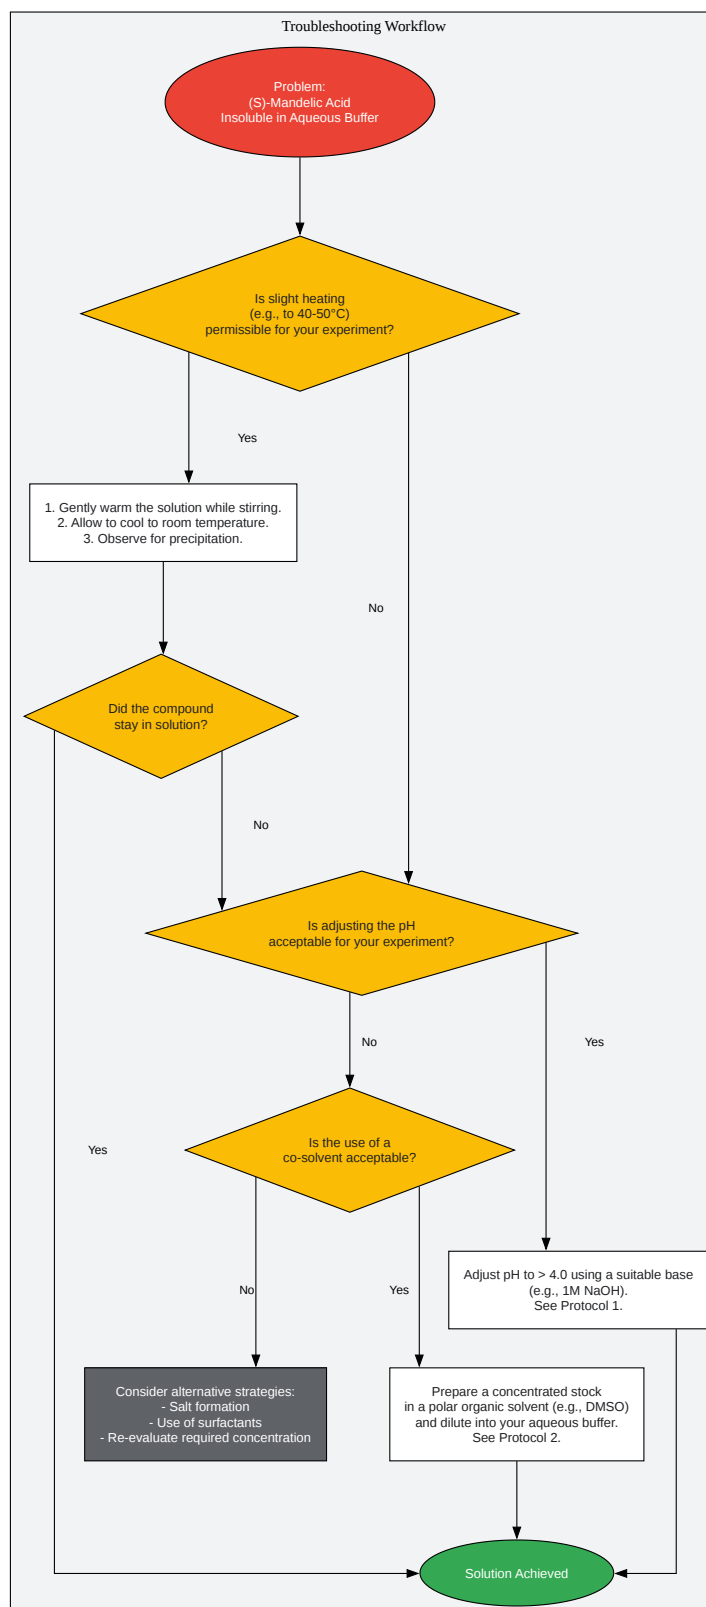 Troubleshooting Workflow
Problem:
(S)-Mandelic Acid
Insoluble in Aqueous Buffer
Is slight heating
(e.g., to 40-50°C)
permissible for your experiment?
Yes
1. Gently warm the solution while stirring.
2. Allow to cool to room temperature.
3. Observe for precipitation.
No
Did the compound
stay in solution?
No
Is adjusting the pH
acceptable for your experiment?
No
Yes
Is the use of a
co-solvent acceptable?
Yes
No
Yes
Adjust pH to > 4.0 using a suitable base
(e.g., 1M NaOH).
See Protocol 1.
Consider alternative strategies:
- Salt formation
- Use of surfactants
- Re-evaluate required concentration
Prepare a concentrated stock
in a polar organic solvent (e.g., DMSO)
and dilute into your aqueous buffer.
See Protocol 2.
Solution Achieved